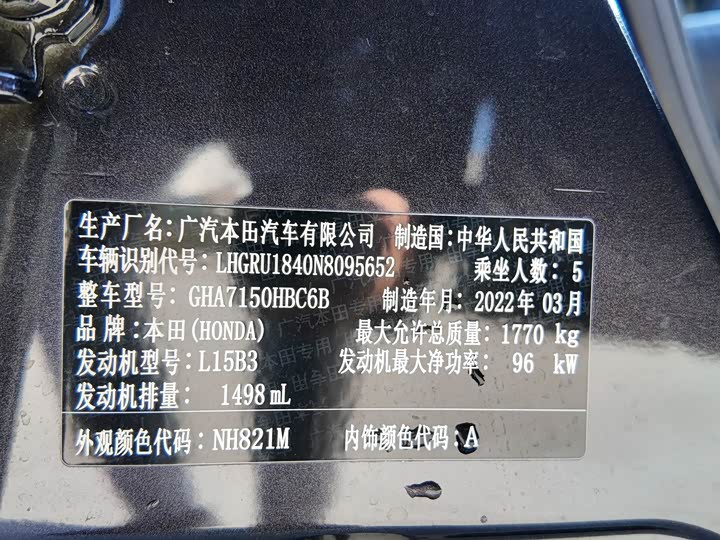 生产厂名：广汽本田汽车有限公司 制造国：中华人民共和国
车辆识别代号：LHGRU1840N8095652 乘坐人数：5
整车型号：GHA7150HBC6B 制造年月：2022年03月
品牌：本田(HONDA) 最大允许总质量：1770 kg
发动机型号：L15B3 发动机最大净功率：96 kW
发动机排量：1498 mL
外观颜色代码：NH821M 内饰颜色代码：A